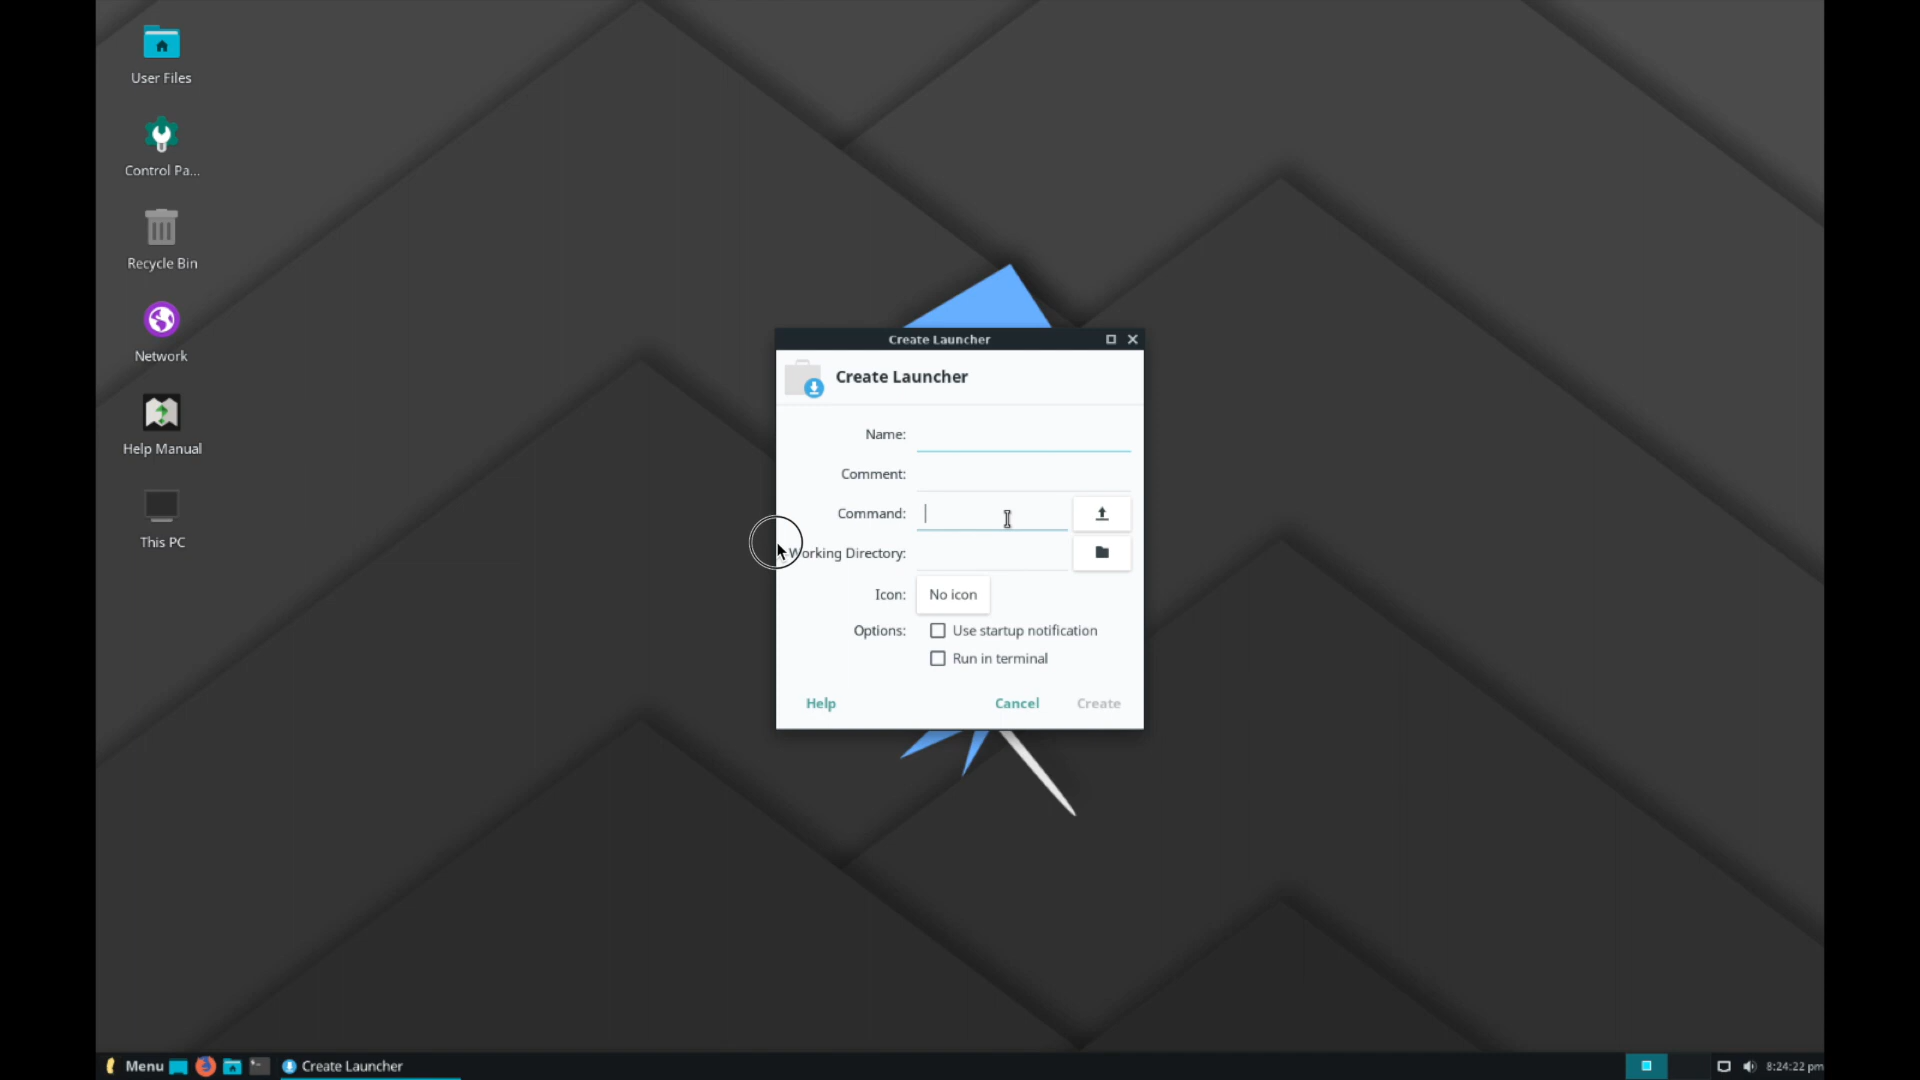 User Files
Control Pa...
Recycle Bin
Network
Help Manual
This PC
Create Launcher
Create Launcher
Name:
Comment:
Command:
Working Directory:
Icon: No icon
Options: Use startup notification
Run in terminal
Help Cancel Create
Menu Create Launcher 8:24:22 pm